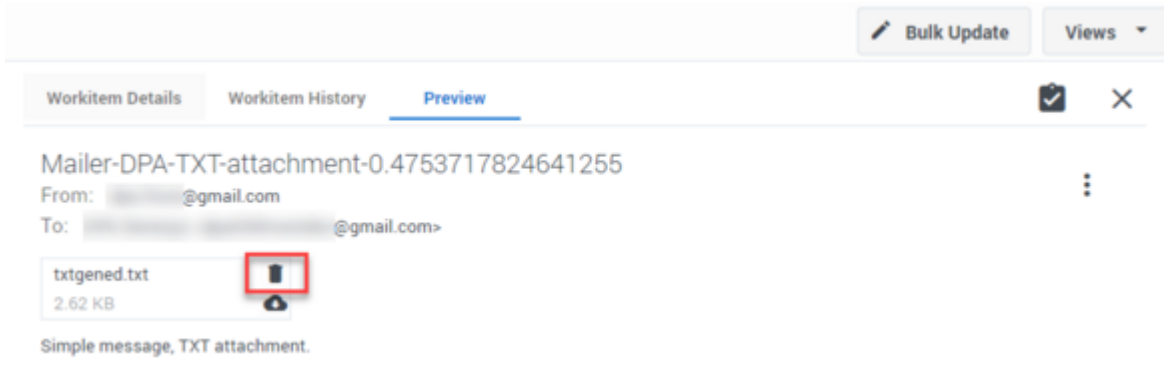 Bulk Update
Views
Workitem Details
Workitem History
Preview
Mailer-DPA-TXT-attachment-0.4753717824641255
From: @gmail.com
To: @gmail.com>
txtgened.txt
2.62 KB
Simple message, TXT attachment.